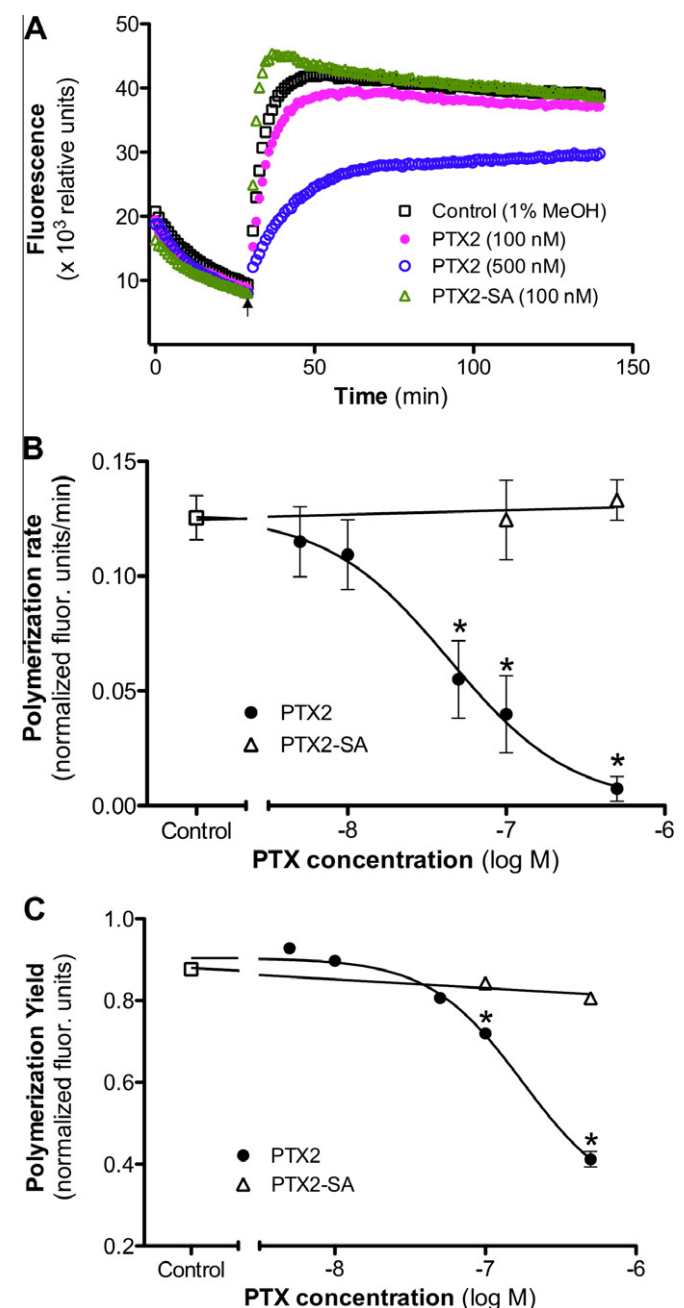 A
Fluorescence
(x 10³ relative units)
50
40
30
20
10
Control (1% MeOH)
PTX2 (100 nM)
PTX2 (500 nM)
PTX2-SA (100 nM)
0
50
100
150
Time (min)
B
Polymerization rate
(normalized fluor. units/min)
0.15
0.10
0.05
0.00
*
*
*
PTX2
PTX2-SA
Control
-8
-7
-6
PTX concentration (log M)
C
Polymerization Yield
(normalized fluor. units)
1.0
0.8
0.6
0.4
0.2
*
*
PTX2
PTX2-SA
Control
-8
-7
-6
PTX concentration (log M)